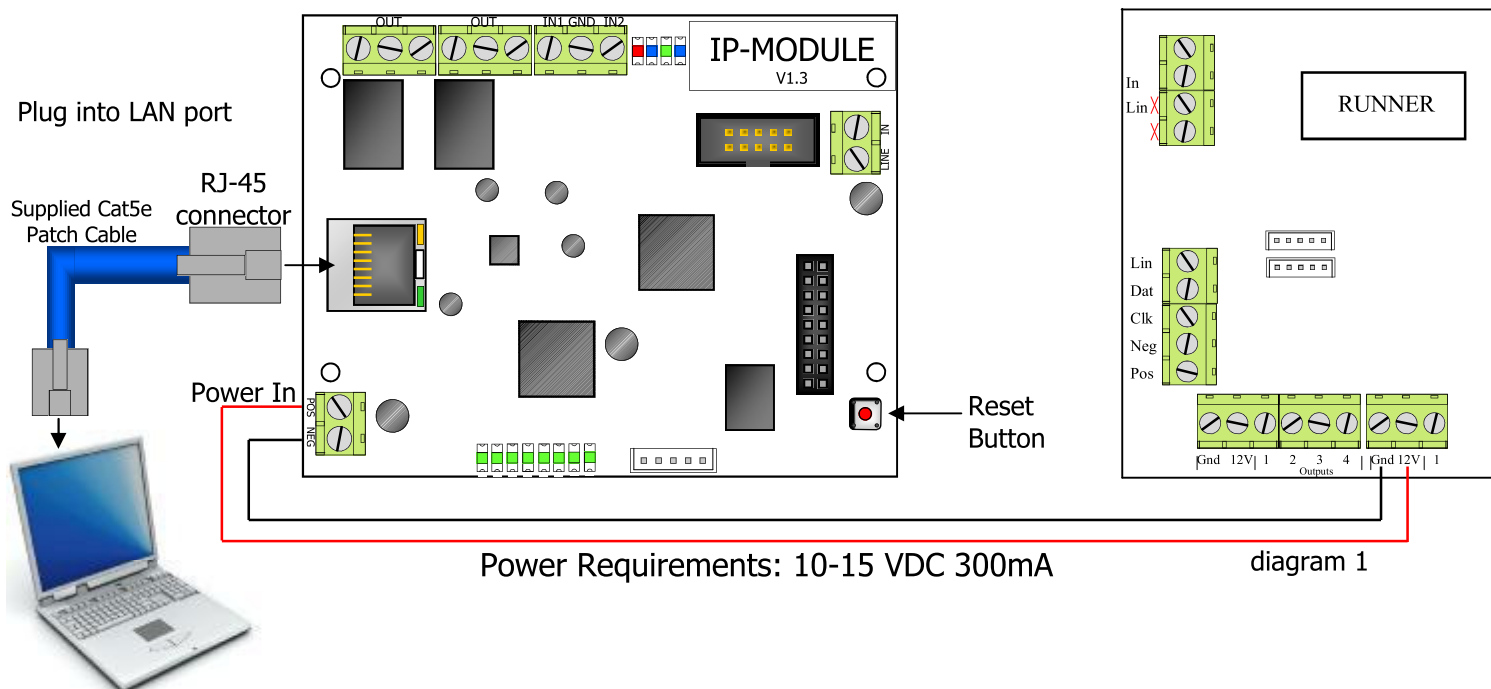 OUT
OUT
IN1 GND IN2
IP-MODULE
V1.3
Plug into LAN port
RJ-45
connector
Supplied Cat5e
Patch Cable
LINE IN
Power In
POS
NEG
Reset
Button
In
Lin
RUNNER
Lin
Dat
Clk
Neg
Pos
Gnd 12V 1 2 3 4 Gnd 12V 1
Outputs
Power Requirements: 10-15 VDC 300mA
diagram 1